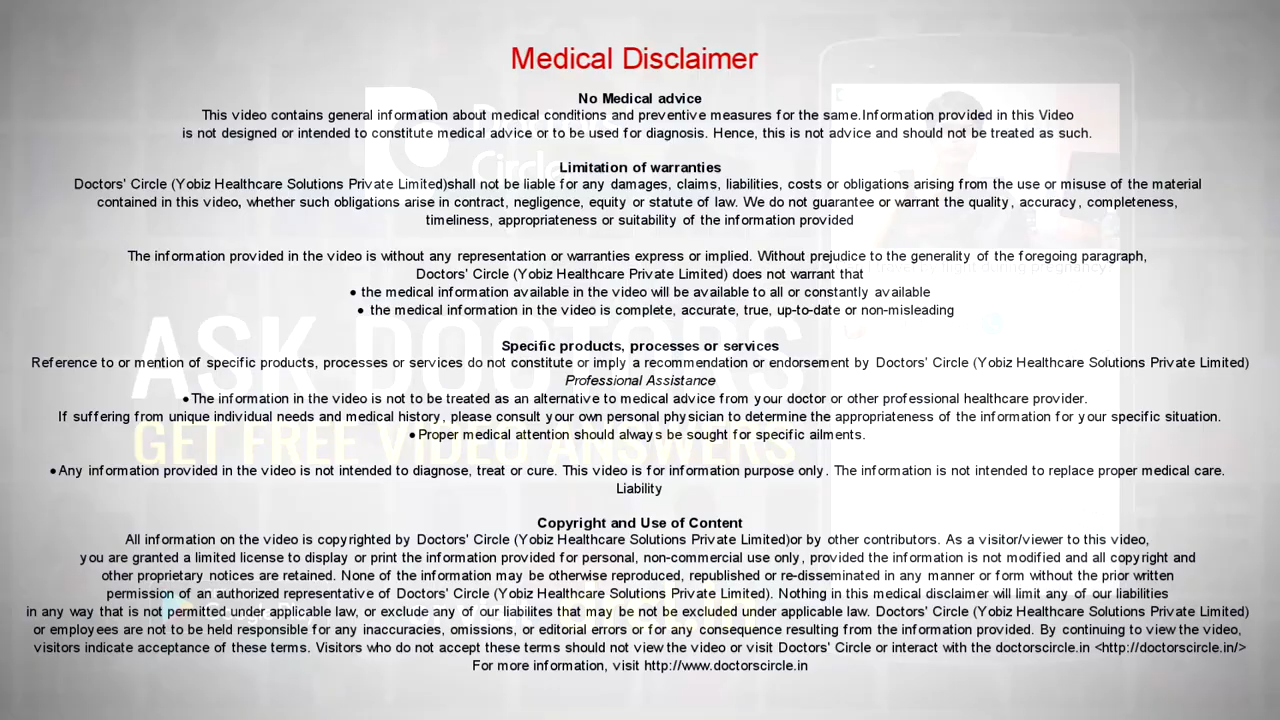 Medical Disclaimer
No Medical advice
This video contains general information about medical conditions and preventive measures for the same.Information provided in this Video
is not designed or intended to constitute medical advice or to be used for diagnosis. Hence, this is not advice and should not be treated as such.
Limitation of warranties
Doctors' Circle (Yobiz Healthcare Solutions Private Limited)shall not be liable for any damages, claims, liabilities, costs or obligations arising from the use or misuse of the material
contained in this video, whether such obligations arise in contract, negligence, equity or statute of law. We do not guarantee or warrant the quality, accuracy, completeness,
timeliness, appropriateness or suitability of the information provided
The information provided in the video is without any representation or warranties express or implied. Without prejudice to the generality of the foregoing paragraph,
Doctors' Circle (Yobiz Healthcare Private Limited) does not warrant that
● the medical information available in the video will be available to all or constantly available
● the medical information in the video is complete, accurate, true, up-to-date or non-misleading
Specific products, processes or services
Reference to or mention of specific products, processes or services do not constitute or imply a recommendation or endorsement by Doctors' Circle (Yobiz Healthcare Solutions Private Limited)
Professional Assistance
●The information in the video is not to be treated as an alternative to medical advice from your doctor or other professional healthcare provider.
If suffering from unique individual needs and medical history, please consult your own personal physician to determine the appropriateness of the information for your specific situation.
●Proper medical attention should always be sought for specific ailments.
●Any information provided in the video is not intended to diagnose, treat or cure. This video is for information purpose only. The information is not intended to replace proper medical care.
Liability
Copyright and Use of Content
All information on the video is copyrighted by Doctors' Circle (Yobiz Healthcare Solutions Private Limited)or by other contributors. As a visitor/viewer to this video,
you are granted a limited license to display or print the information provided for personal, non-commercial use only, provided the information is not modified and all copyright and
other proprietary notices are retained. None of the information may be otherwise reproduced, republished or re-disseminated in any manner or form without the prior written
permission of an authorized representative of Doctors' Circle (Yobiz Healthcare Solutions Private Limited). Nothing in this medical disclaimer will limit any of our liabilities
in any way that is not permitted under applicable law, or exclude any of our liabilites that may be not be excluded under applicable law. Doctors' Circle (Yobiz Healthcare Solutions Private Limited)
or employees are not to be held responsible for any inaccuracies, omissions, or editorial errors or for any consequence resulting from the information provided. By continuing to view the video,
visitors indicate acceptance of these terms. Visitors who do not accept these terms should not view the video or visit Doctors' Circle or interact with the doctorscircle.in <http://doctorscircle.in/>
For more information, visit http://www.doctorscircle.in
ASK DOCTORS
GET FREE VIDEO ANSWERS